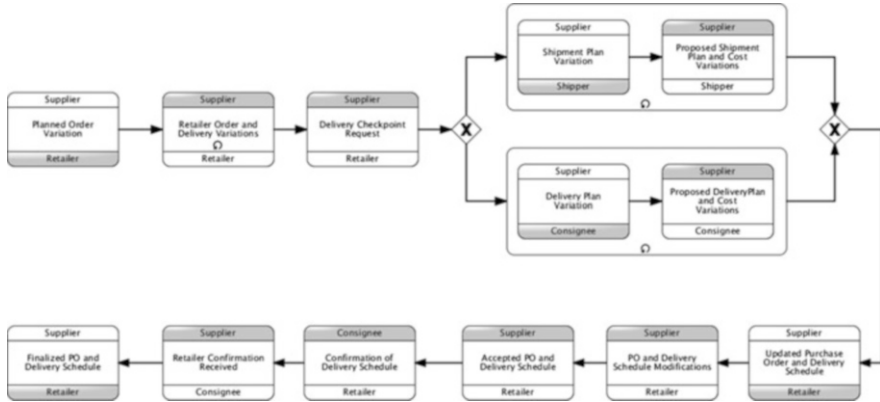 Supplier
Shipment Plan
Variation
Shipper
Supplier
Proposed Shipment
Plan and Cost
Variations
Shipper
Supplier
Planned Order
Variation
Retailer
Supplier
Retailer Order and
Delivery Variations
Retailer
Supplier
Delivery Checkpoint
Request
Retailer
X
X
Supplier
Delivery Plan
Variation
Consignee
Supplier
Proposed DeliveryPlan
and Cost
Variations
Consignee
Supplier
Finalized PO and
Delivery Schedule
Retailer
Supplier
Retailer Confirmation
Received
Consignee
Consignee
Confirmation of
Delivery Schedule
Retailer
Supplier
Accepted PO and
Delivery Schedule
Retailer
Supplier
PO and Delivery
Schedule Modifications
Retailer
Supplier
Updated Purchase
Order and Delivery
Schedule
Retailer